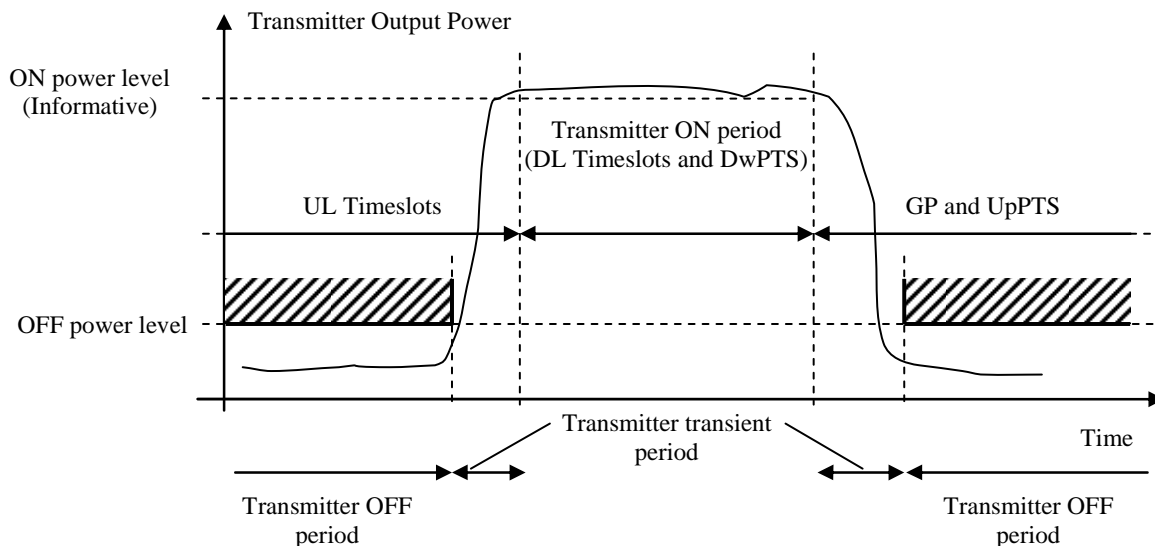 Transmitter Output Power
ON power level
(Informative)
Transmitter ON period
(DL Timeslots and DwPTS)
UL Timeslots
GP and UpPTS
OFF power level
Transmitter transient
period
Time
Transmitter OFF
period
Transmitter OFF
period